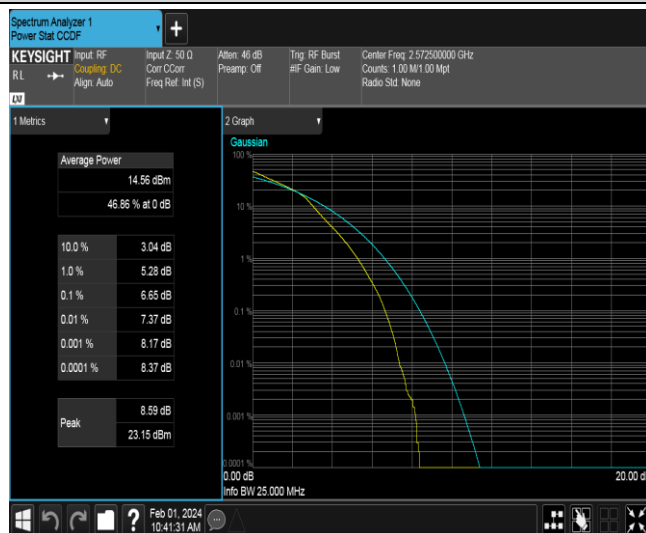 Spectrum Analyzer 1
Power Stat CCDF
+
KEYSIGHT
RL
LXI
Input: RF
Coupling: DC
Align: Auto
Input Z: 50 Ω
Corr CCorr
Freq Ref: Int (S)
Atten: 46 dB
Preamp: Off
Trig: RF Burst
#IF Gain: Low
Center Freq: 2.572500000 GHz
Counts: 1.00 M/1.00 Mpt
Radio Std: None
1 Metrics
Average Power
14.56 dBm
46.86 % at 0 dB
10.0 % 3.04 dB
1.0 % 5.28 dB
0.1 % 6.65 dB
0.01 % 7.37 dB
0.001 % 8.17 dB
0.0001 % 8.37 dB
Peak 8.59 dB
23.15 dBm
2 Graph
Gaussian
100 %
10 %
1 %
0.1 %
0.01 %
0.001 %
0.0001 %
0.00 dB 20.00 d
Info BW 25.000 MHz
?
Feb 01, 2024
10:41:31 AM